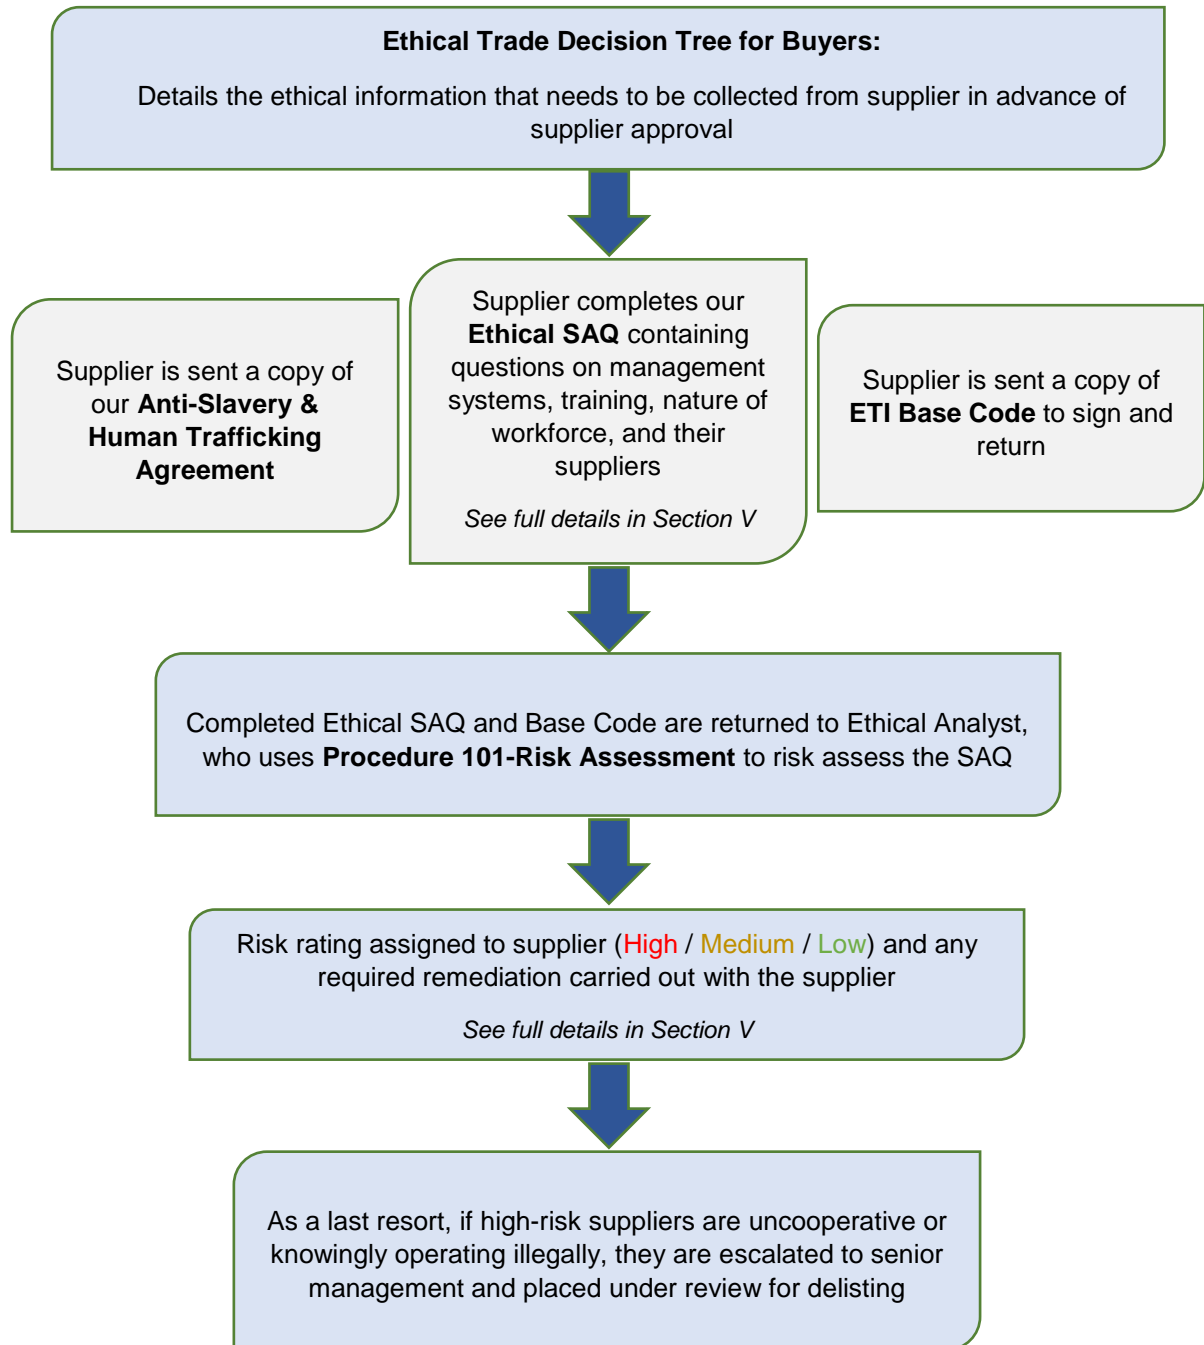 Ethical Trade Decision Tree for Buyers:
Details the ethical information that needs to be collected from supplier in advance of
supplier approval
Supplier is sent a copy of
our Anti-Slavery &
Human Trafficking
Agreement
Supplier completes our
Ethical SAQ containing
questions on management
systems, training, nature of
workforce, and their
suppliers
See full details in Section V
Supplier is sent a copy of
ETI Base Code to sign and
return
Completed Ethical SAQ and Base Code are returned to Ethical Analyst,
who uses Procedure 101-Risk Assessment to risk assess the SAQ
Risk rating assigned to supplier (High / Medium / Low) and any
required remediation carried out with the supplier
See full details in Section V
As a last resort, if high-risk suppliers are uncooperative or
knowingly operating illegally, they are escalated to senior
management and placed under review for delisting